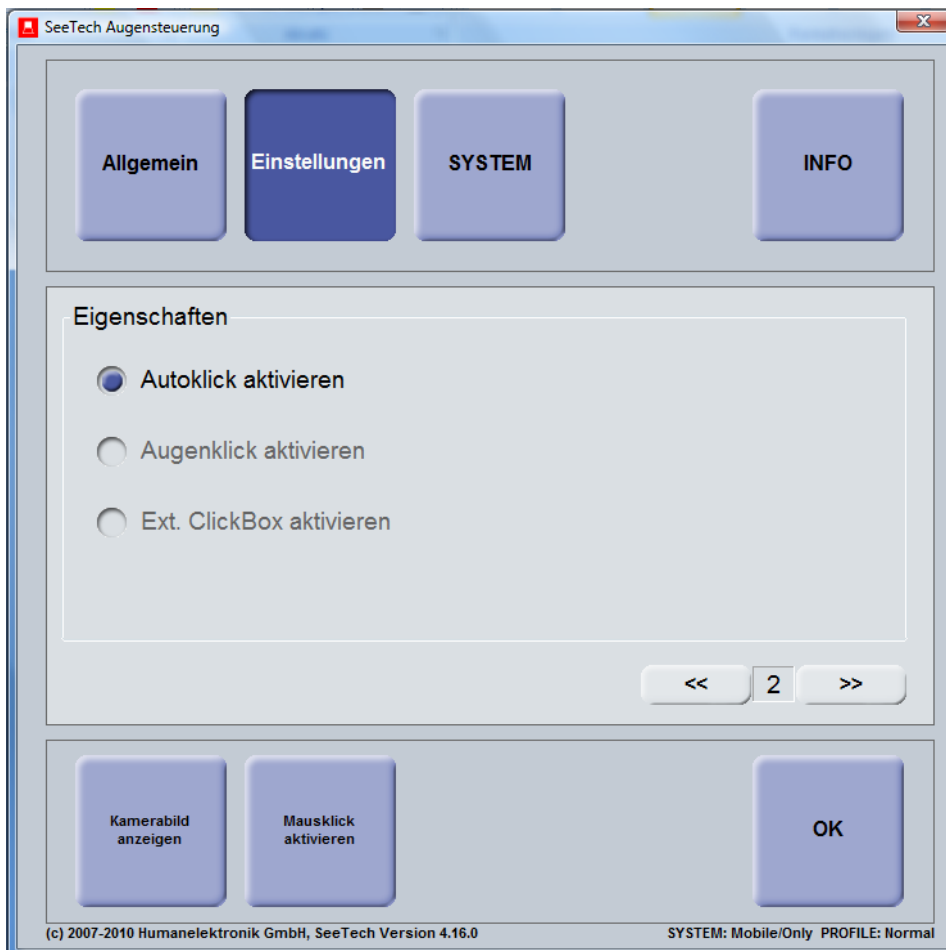 SeeTech Augensteuerung
Allgemein
Einstellungen
SYSTEM
INFO
Eigenschaften
Autoklick aktivieren
Augenklick aktivieren
Ext. ClickBox aktivieren
<< 2 >>
Kamerabild
anzeigen
Mausklick
aktivieren
OK
(c) 2007-2010 Humanelektronik GmbH, SeeTech Version 4.16.0
SYSTEM: Mobile/Only PROFILE: Normal